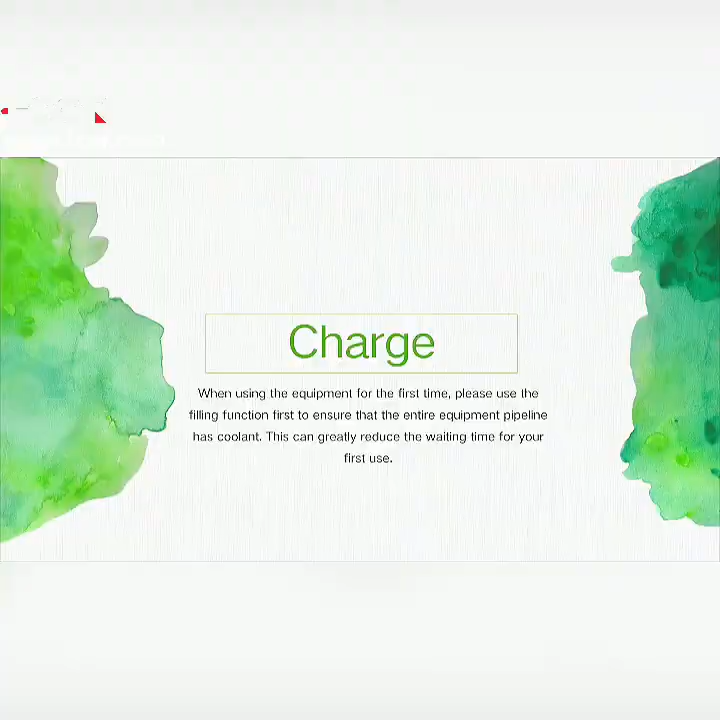 Charge
When using the equipment for the first time, please use the
filling function first to ensure that the entire equipment pipeline
has coolant. This can greatly reduce the waiting time for your
first use.